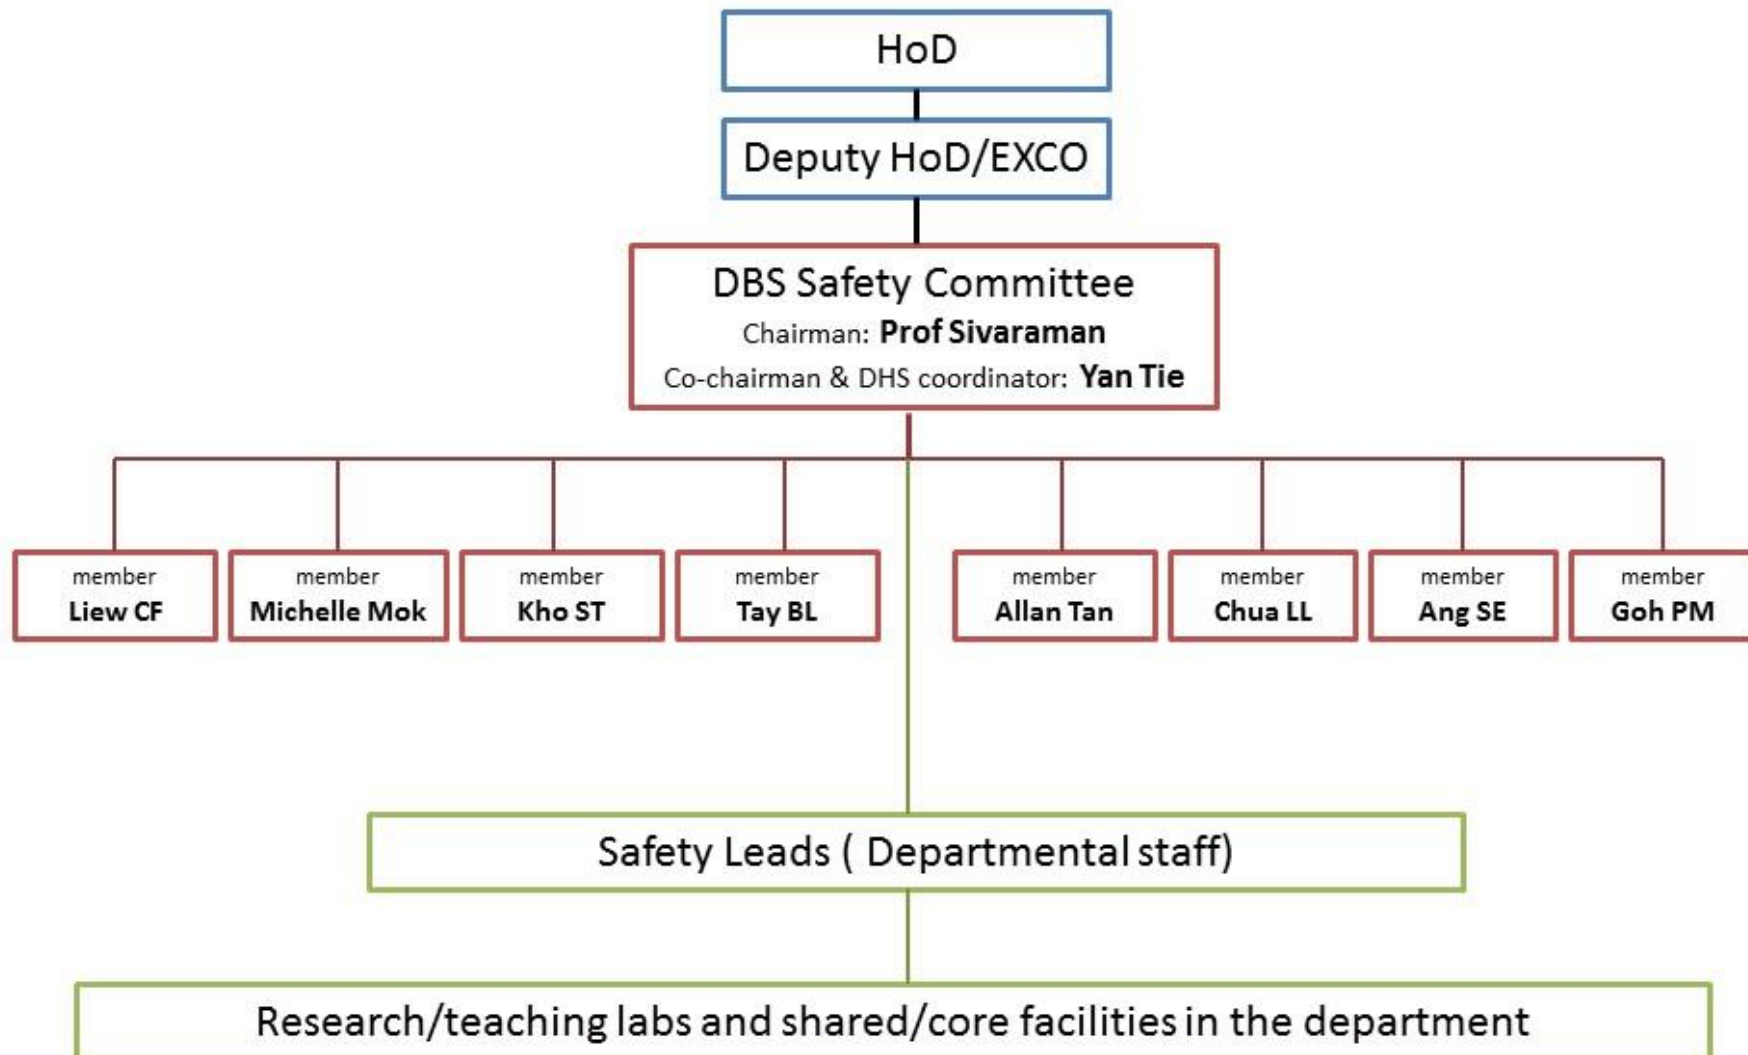 HoD
Deputy HoD/EXCO
DBS Safety Committee
Chairman: Prof Sivaraman
Co-chairman & DHS coordinator: Yan Tie
member
Liew CF
member
Michelle Mok
member
Kho ST
member
Tay BL
member
Allan Tan
member
Chua LL
member
Ang SE
member
Goh PM
Safety Leads ( Departmental staff)
Research/teaching labs and shared/core facilities in the department